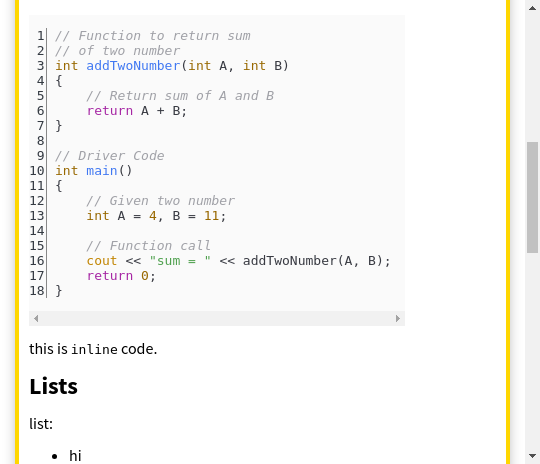 1 // Function to return sum
2 // of two number
3 int addTwoNumber(int A, int B)
4 {
5     // Return sum of A and B
6     return A + B;
7 }
8
9 // Driver Code
10 int main()
11 {
12     // Given two number
13     int A = 4, B = 11;
14
15     // Function call
16     cout << "sum = " << addTwoNumber(A, B);
17     return 0;
18 }
this is inline code.
Lists
list:
• hi